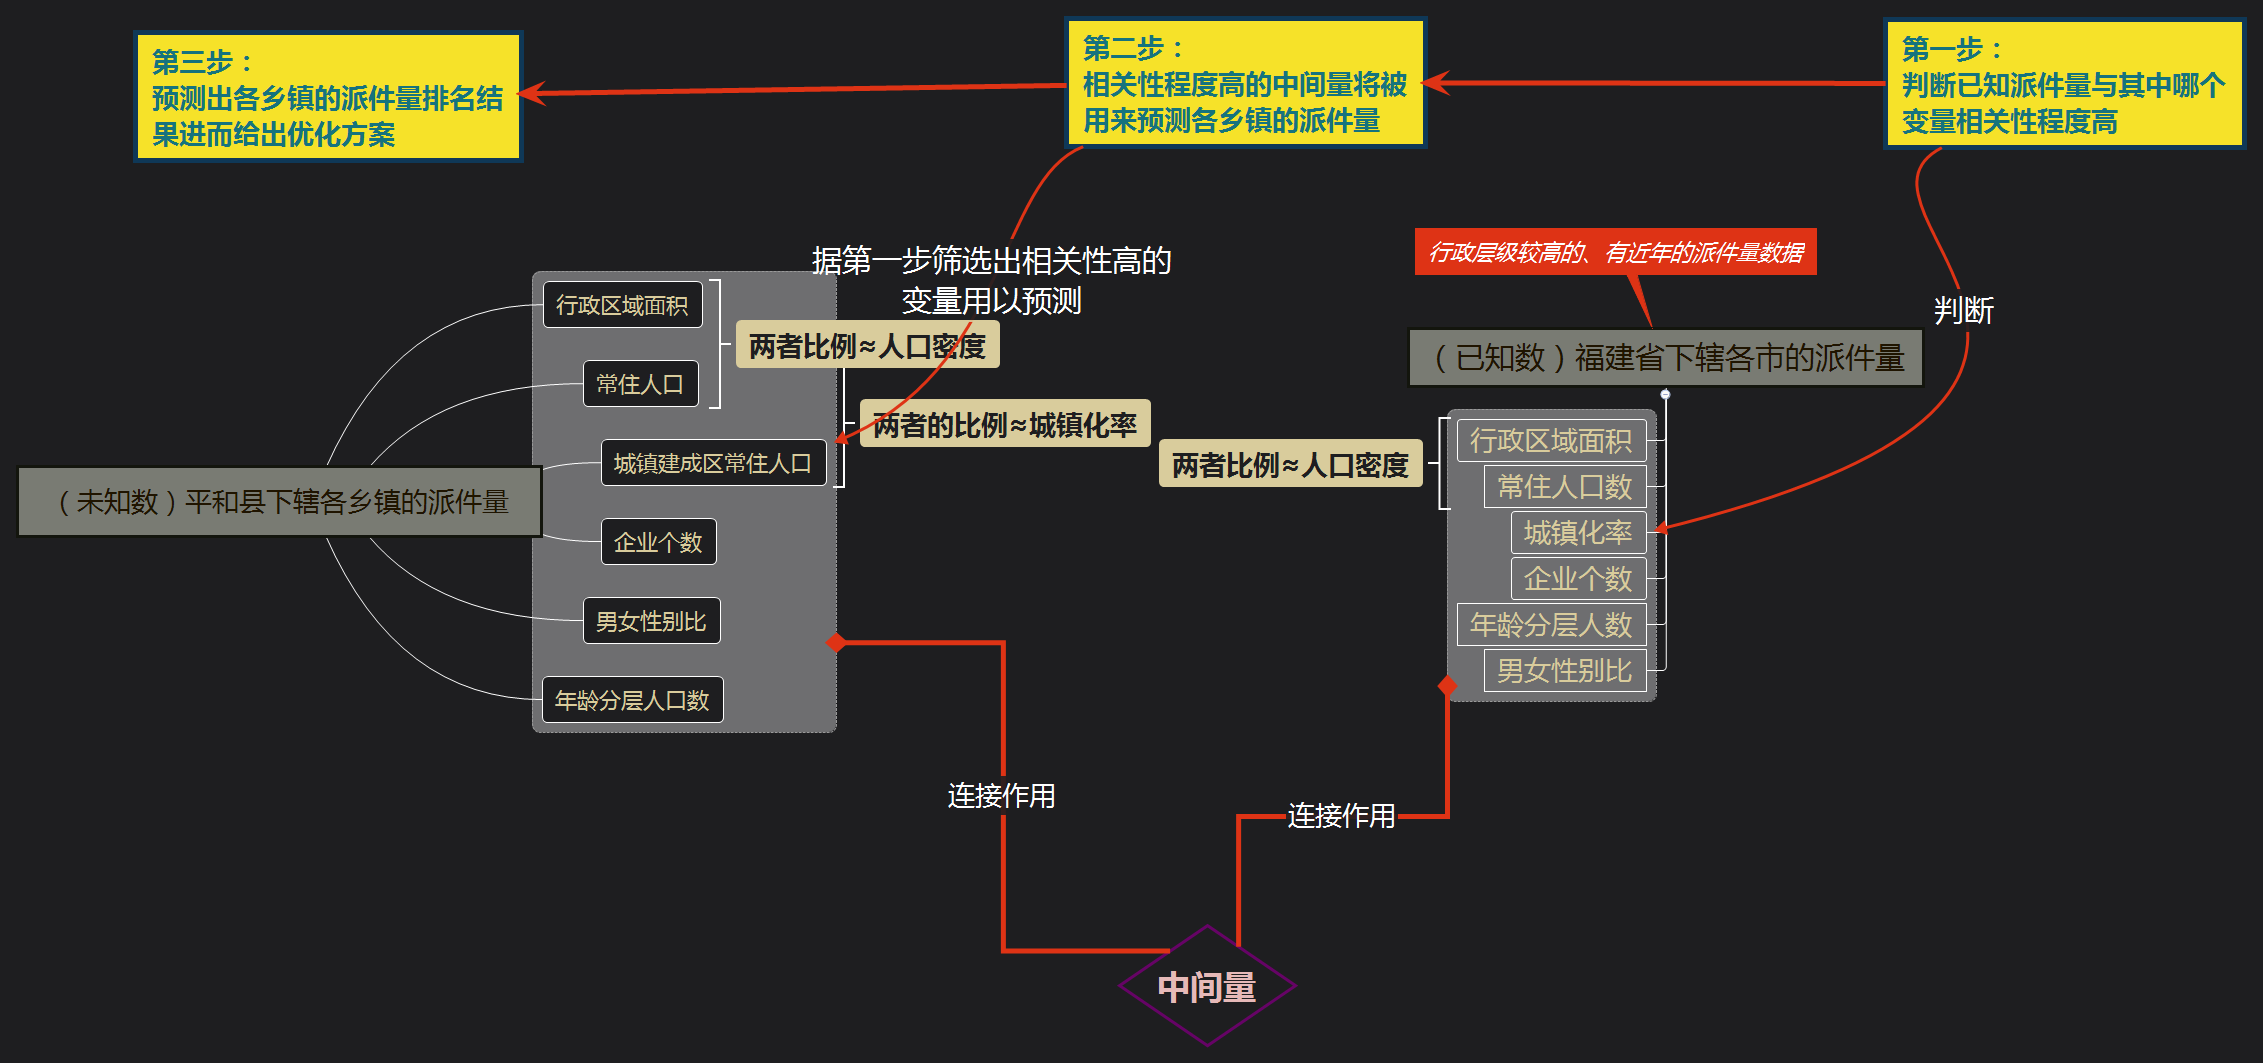 第三步：
预测出各乡镇的派件量排名结
果进而给出优化方案
第二步：
相关性程度高的中间量将被
用来预测各乡镇的派件量
第一步：
判断已知派件量与其中哪个
变量相关性程度高
据第一步筛选出相关性高的
变量用以预测
行政层级较高的、有近年的派件量数据
判断
行政区域面积
两者比例≈人口密度
常住人口
两者的比例≈城镇化率
城镇建成区常住人口
（未知数）平和县下辖各乡镇的派件量
企业个数
男女性别比
年龄分层人口数
（已知数）福建省下辖各市的派件量
行政区域面积
两者比例≈人口密度
常住人口数
城镇化率
企业个数
年龄分层人数
男女性别比
连接作用
连接作用
中间量